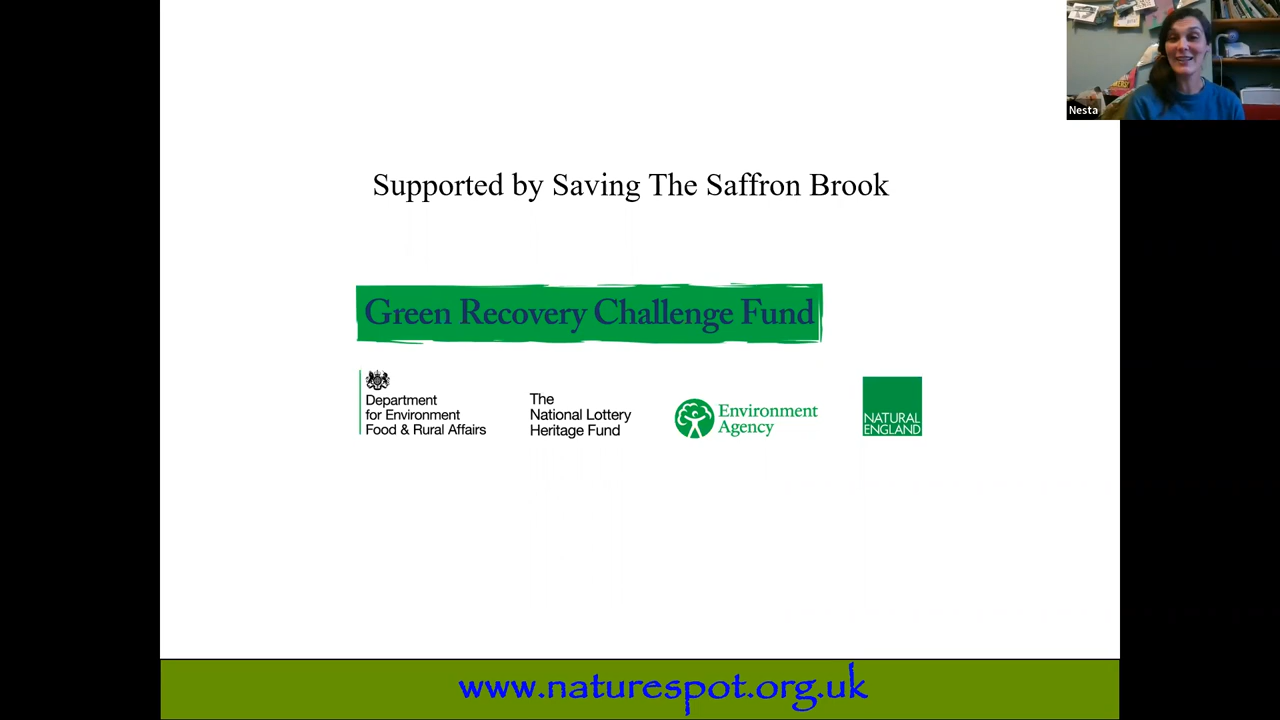 Nesta
Supported by Saving The Saffron Brook
Green Recovery Challenge Fund
Department
for Environment
Food & Rural Affairs
The
National Lottery
Heritage Fund
Environment
Agency
NATURAL
ENGLAND
www.naturespot.org.uk